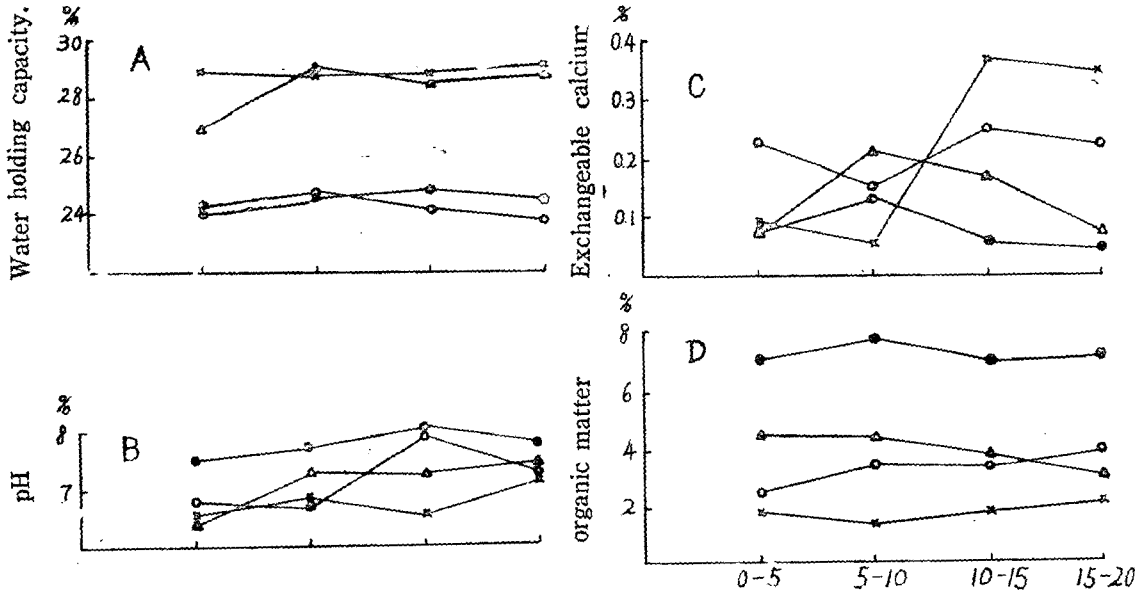 %
Water holding capacity.
30
28
26
24
A
%
Exchangeable calcium
0.4
0.3
0.2
0.1
C
%
pH
8
7
B
%
organic matter
8
6
4
2
D
0-5 5-10 10-15 15-20